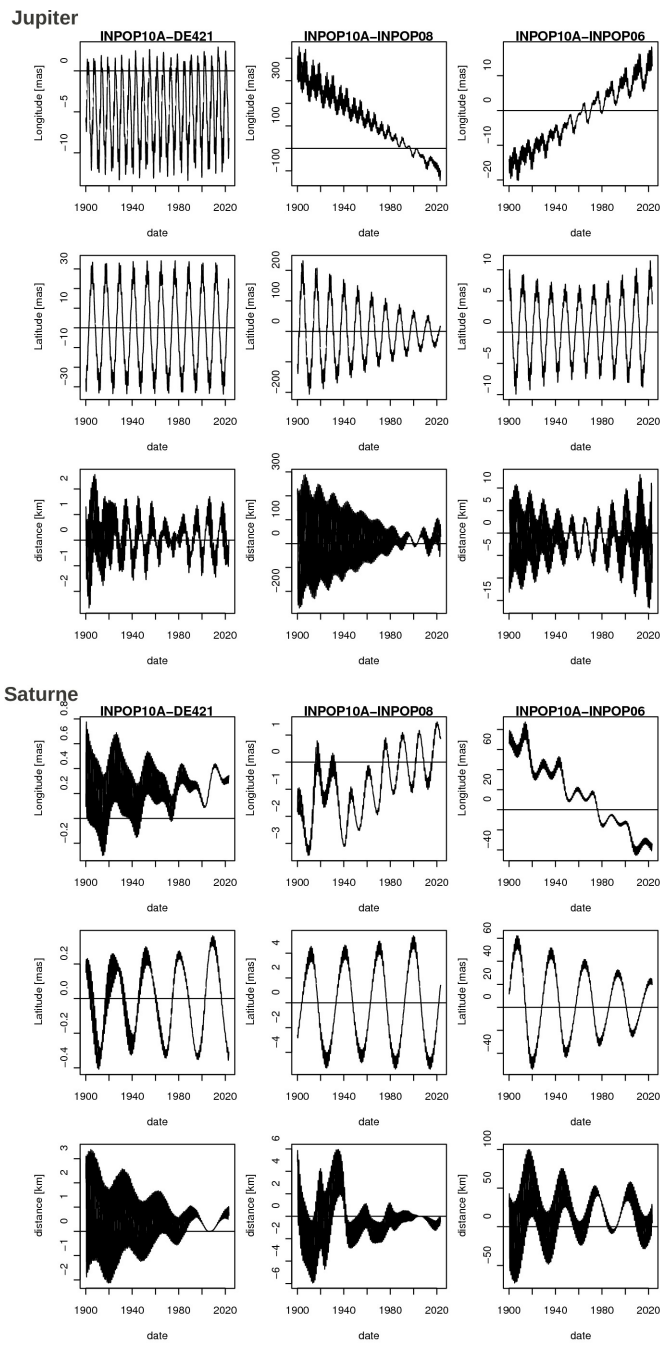 Jupiter
INPOP10A−DE421 INPOP10A−INPOP08 INPOP10A−INPOP06
Longitude [mas] Longitude [mas] Longitude [mas]
0 −5 −10
300 100 −100
10 0 −10 −20
1900 1940 1980 2020 1900 1940 1980 2020 1900 1940 1980 2020
date date date
Latitude [mas] Latitude [mas] Latitude [mas]
30 10 −10 −30
200 100 0 −200
10 5 0 −5 −10
1900 1940 1980 2020 1900 1940 1980 2020 1900 1940 1980 2020
date date date
distance [km] distance [km] distance [km]
2 1 0 −1 −2
300 100 0 −200
10 5 0 −5 −15
1900 1940 1980 2020 1900 1940 1980 2020 1900 1940 1980 2020
date date date
Saturne
INPOP10A−DE421 INPOP10A−INPOP08 INPOP10A−INPOP06
Longitude [mas] Longitude [mas] Longitude [mas]
0.8 0.6 0.4 0.2 −0.2
1 0 −1 −2 −3
60 20 0 −40
1900 1940 1980 2020 1900 1940 1980 2020 1900 1940 1980 2020
date date date
Latitude [mas] Latitude [mas] Latitude [mas]
0.2 0.0 −0.2 −0.4
4 2 0 −2 −4
60 40 20 0 −40
1900 1940 1980 2020 1900 1940 1980 2020 1900 1940 1980 2020
date date date
distance [km] distance [km] distance [km]
3 2 1 0 −1 −2
6 4 2 0 −2 −4 −6
100 50 0 −50
1900 1940 1980 2020 1900 1940 1980 2020 1900 1940 1980 2020
date date date